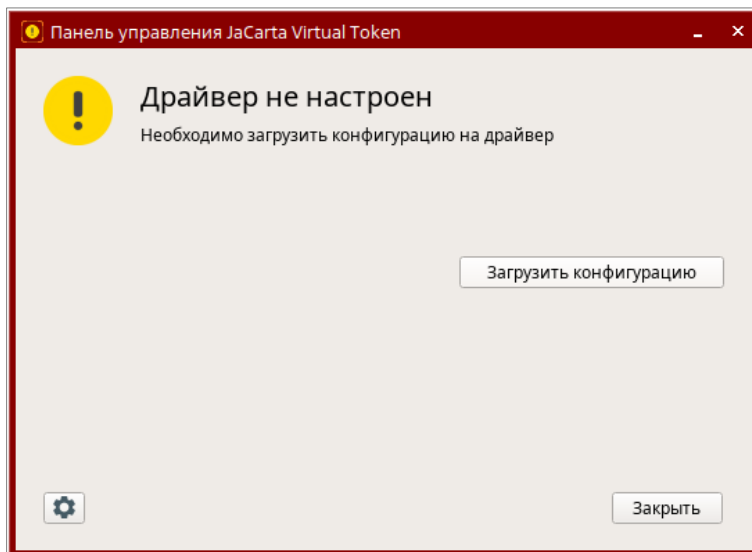 Панель управления JaCarta Virtual Token
Драйвер не настроен
Необходимо загрузить конфигурацию на драйвер
Загрузить конфигурацию
Закрыть